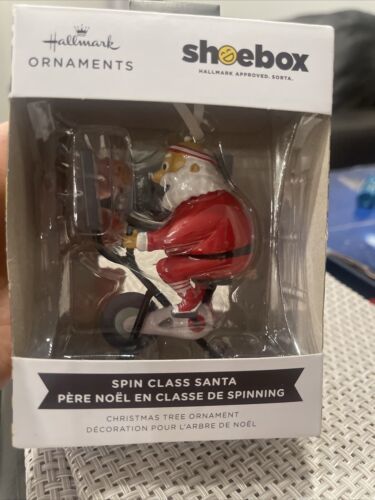 Hallmark
ORNAMENTS
shoebox
HALLMARK APPROVED. SORTA.
SPIN CLASS SANTA
PÈRE NOËL EN CLASSE DE SPINNING
CHRISTMAS TREE ORNAMENT
DÉCORATION POUR L'ARBRE DE NOËL